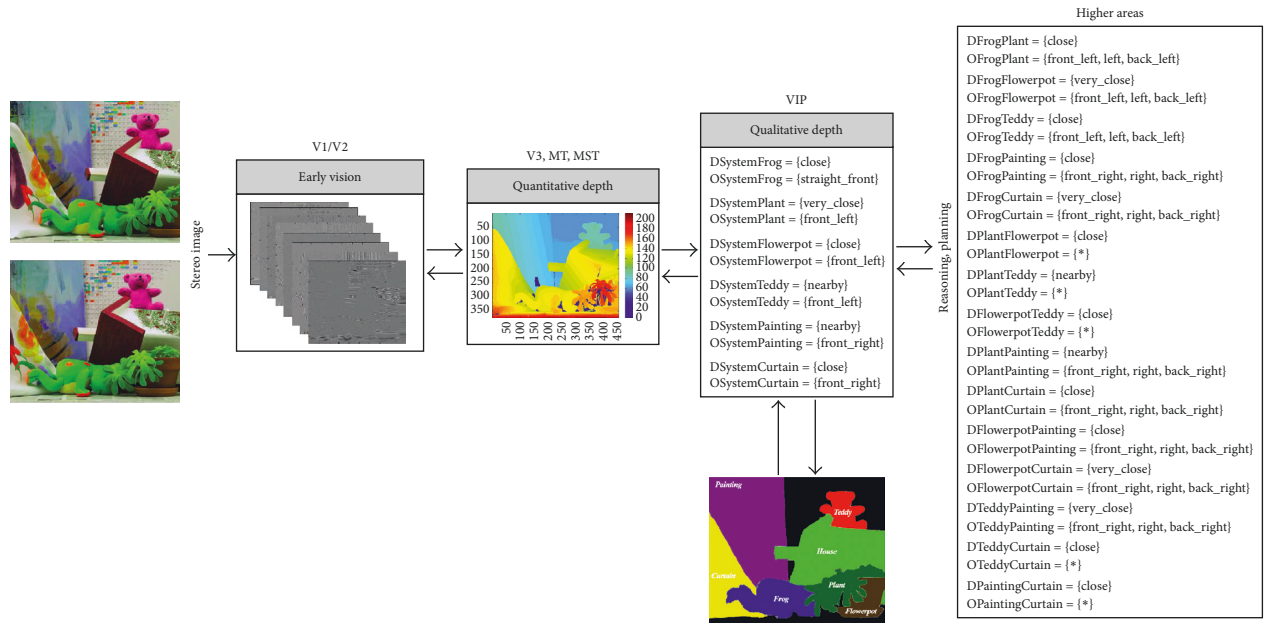 Stereo image
V1/V2
Early vision
V3, MT, MST
Quantitative depth
50
100
150
200
250
300
350
50
100
150
200
250
300
350
400
450
200
180
160
140
120
100
80
60
40
20
0
VIP
Qualitative depth
DSystemFrog = {close}
OSystemFrog = {straight_front}
DSystemPlant = {very_close}
OSystemPlant = {front_left}
DSystemFlowerpot = {close}
OSystemFlowerpot = {front_left}
DSystemTeddy = {nearby}
OSystemTeddy = {front_left}
DSystemPainting = {nearby}
OSystemPainting = {front_right}
DSystemCurtain = {close}
OSystemCurtain = {front_right}
Painting
Teddy
House
Curtain
Plant
Frog
Flowerpot
Reasoning, planning
Higher areas
DFrogPlant = {close}
OFrogPlant = {front_left, left, back_left}
DFrogFlowerpot = {very_close}
OFrogFlowerpot = {front_left, left, back_left}
DFrogTeddy = {close}
OFrogTeddy = {front_left, left, back_left}
DFrogPainting = {close}
OFrogPainting = {front_right, right, back_right}
DFrogCurtain = {very_close}
OFrogCurtain = {front_right, right, back_right}
DPlantFlowerpot = {close}
OPlantFlowerpot = {*}
DPlantTeddy = {nearby}
OPlantTeddy = {*}
DFlowerpotTeddy = {close}
OFlowerpotTeddy = {*}
DPlantPainting = {nearby}
OPlantPainting = {front_right, right, back_right}
DPlantCurtain = {close}
OPlantCurtain = {front_right, right, back_right}
DFlowerpotPainting = {close}
OFlowerpotPainting = {front_right, right, back_right}
DFlowerpotCurtain = {very_close}
OFlowerpotCurtain = {front_right, right, back_right}
DTeddyPainting = {very_close}
OTeddyPainting = {front_right, right, back_right}
DTeddyCurtain = {close}
OTeddyCurtain = {*}
DPaintingCurtain = {close}
OPaintingCurtain = {*}